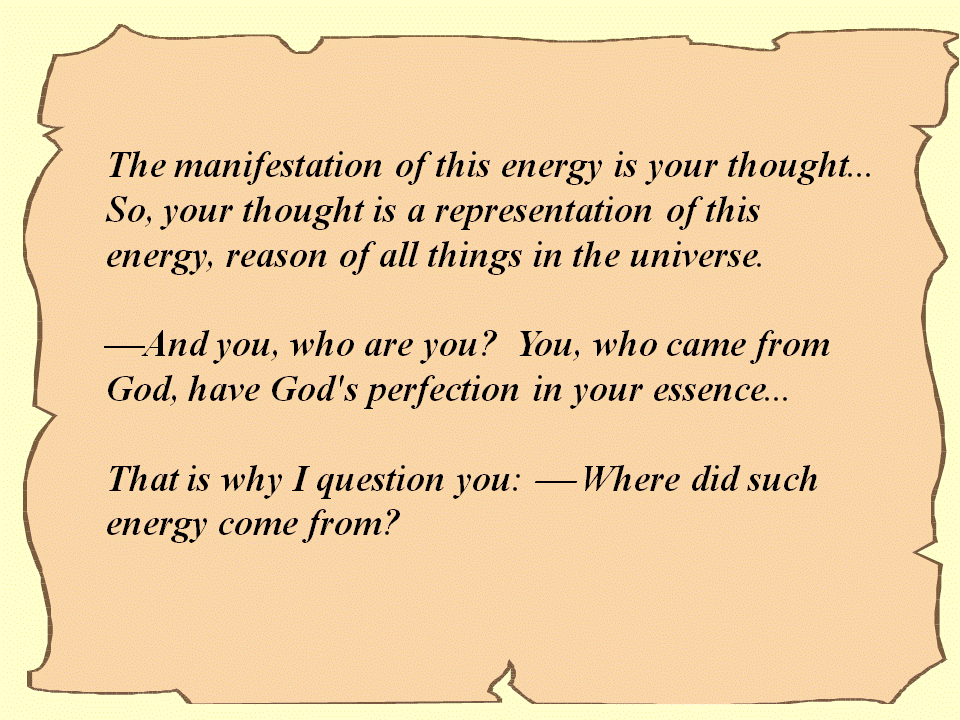 The manifestation of this energy is your thought...
So, your thought is a representation of this
energy, reason of all things in the universe.
—And you, who are you?  You, who came from
God, have God's perfection in your essence...
That is why I question you: — Where did such
energy come from?